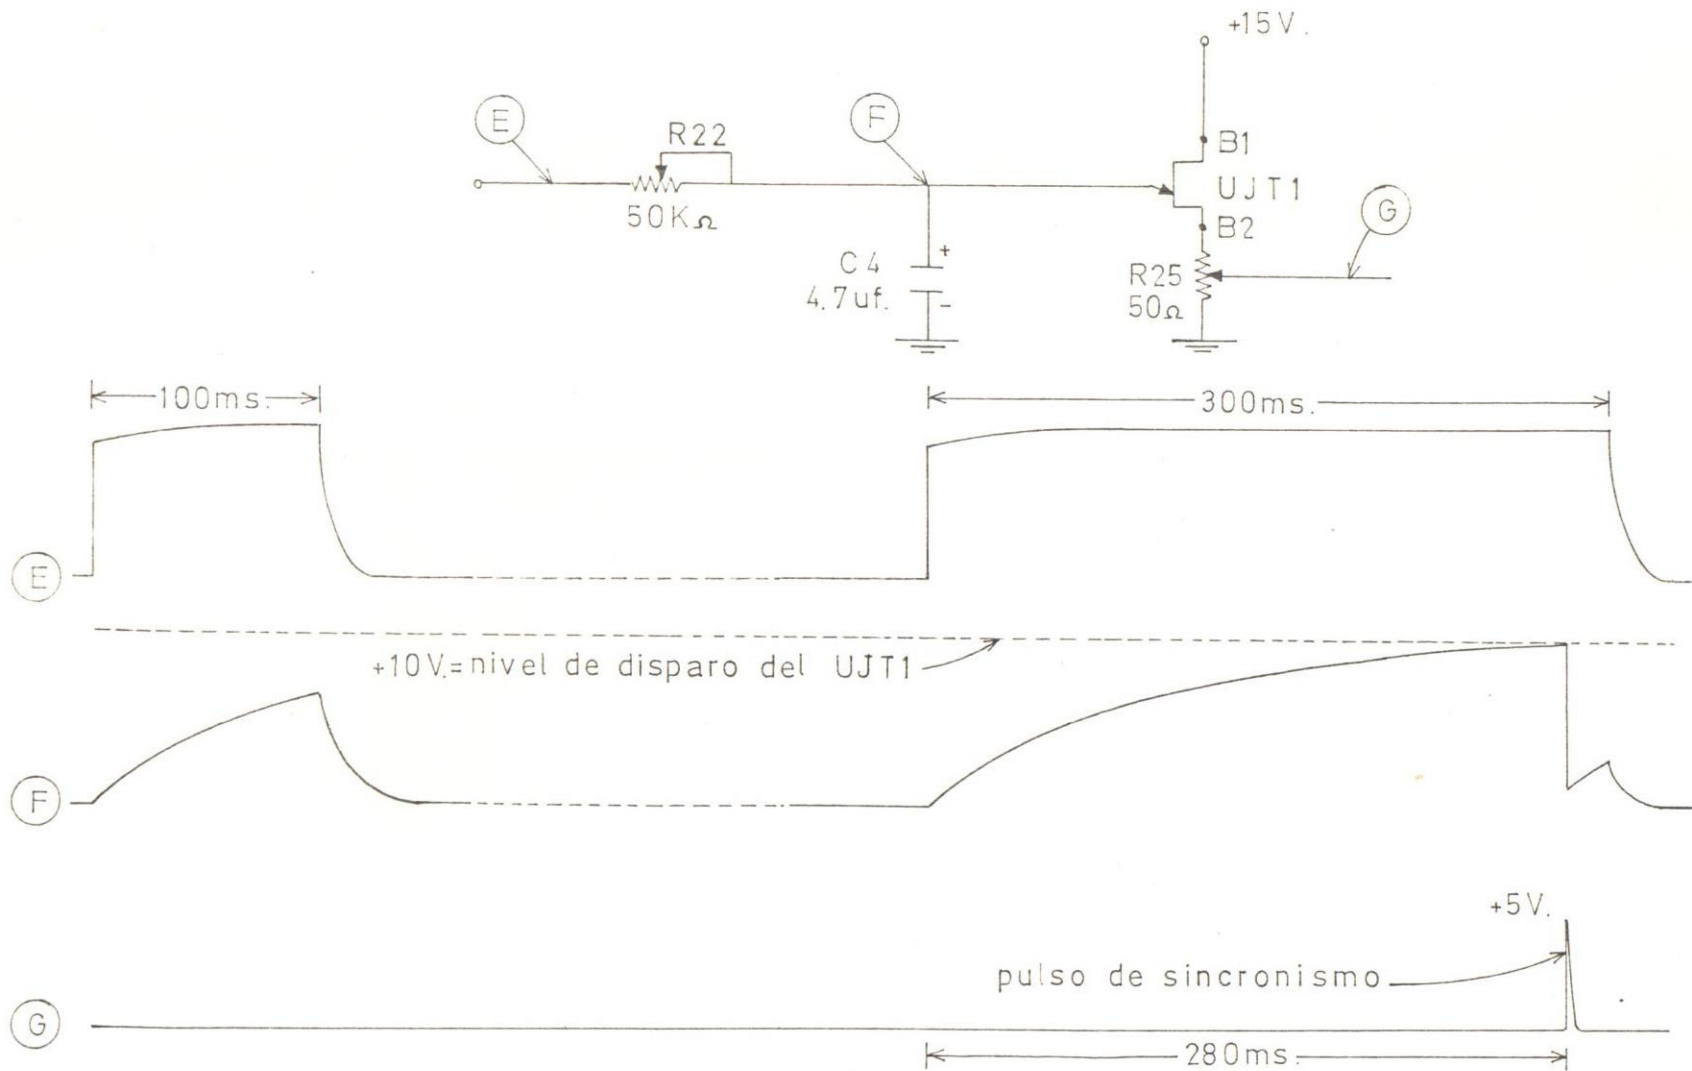 +15V.
E
R22
F
B1
UJT1
G
50KΩ
B2
C4
+
R25
4.7uf.
-
50Ω
100ms.
300ms.
E
+10V.=nivel de disparo del UJT1
F
+5V.
pulso de sincronismo
G
280ms.